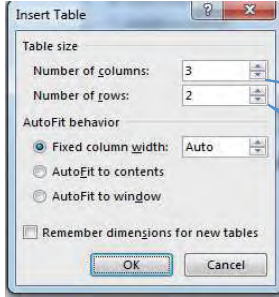 Insert Table
Table size
Number of columns: 3
Number of rows: 2
AutoFit behavior
Fixed column width: Auto
AutoFit to contents
AutoFit to window
Remember dimensions for new tables
OK Cancel